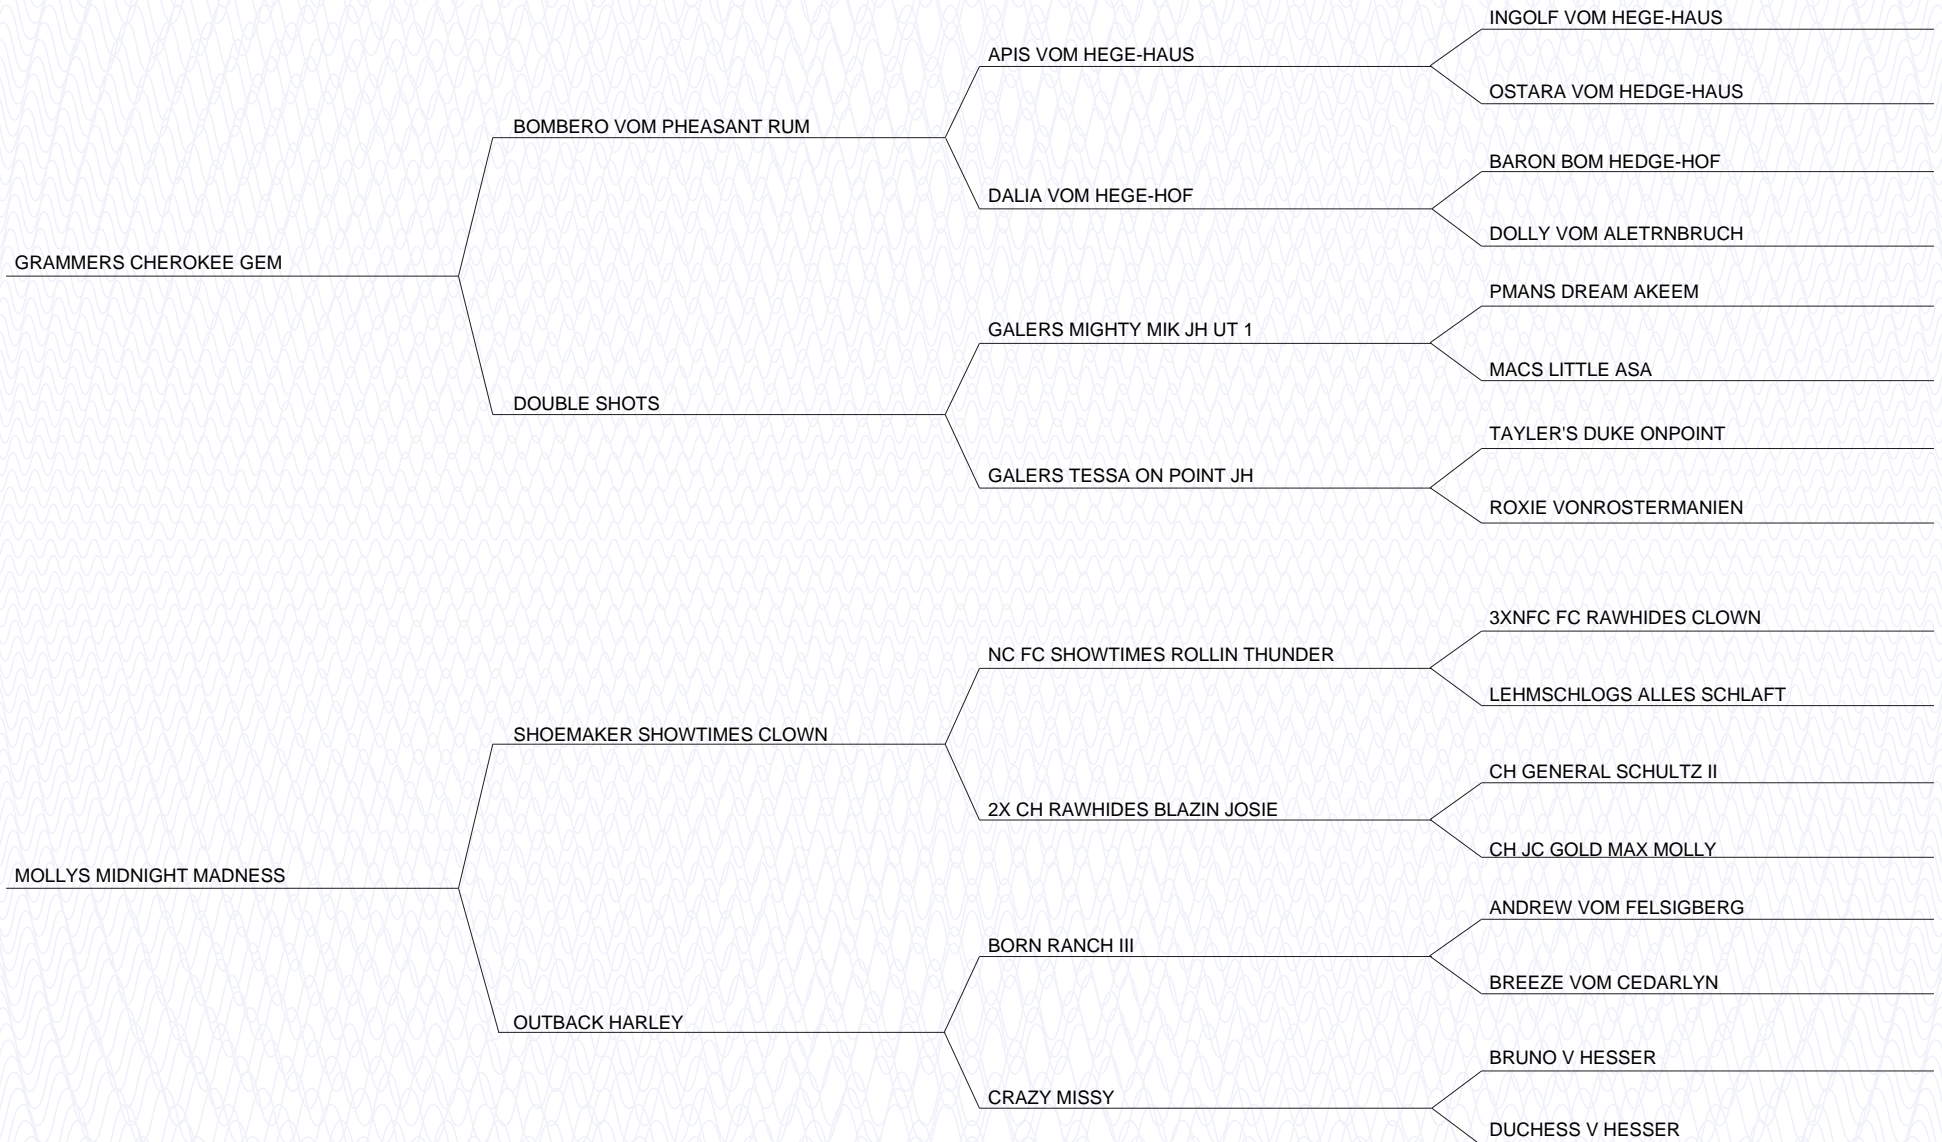 INGOLF VOM HEGE-HAUS
APIS VOM HEGE-HAUS
OSTARA VOM HEDGE-HAUS
BOMBERO VOM PHEASANT RUM
BARON BOM HEDGE-HOF
DALIA VOM HEGE-HOF
DOLLY VOM ALETRNBRUCH
GRAMMERS CHEROKEE GEM
PMANS DREAM AKEEM
GALERS MIGHTY MIK JH UT 1
MACS LITTLE ASA
DOUBLE SHOTS
TAYLER'S DUKE ONPOINT
GALERS TESSA ON POINT JH
ROXIE VONROSTERMANIEN
3XNFC FC RAWHIDES CLOWN
NC FC SHOWTIMES ROLLIN THUNDER
LEHMSCHLOGS ALLES SCHLAFT
SHOEMAKER SHOWTIMES CLOWN
CH GENERAL SCHULTZ II
2X CH RAWHIDES BLAZIN JOSIE
CH JC GOLD MAX MOLLY
MOLLYS MIDNIGHT MADNESS
ANDREW VOM FELSIGBERG
BORN RANCH III
BREEZE VOM CEDARLYN
OUTBACK HARLEY
BRUNO V HESSER
CRAZY MISSY
DUCHESS V HESSER